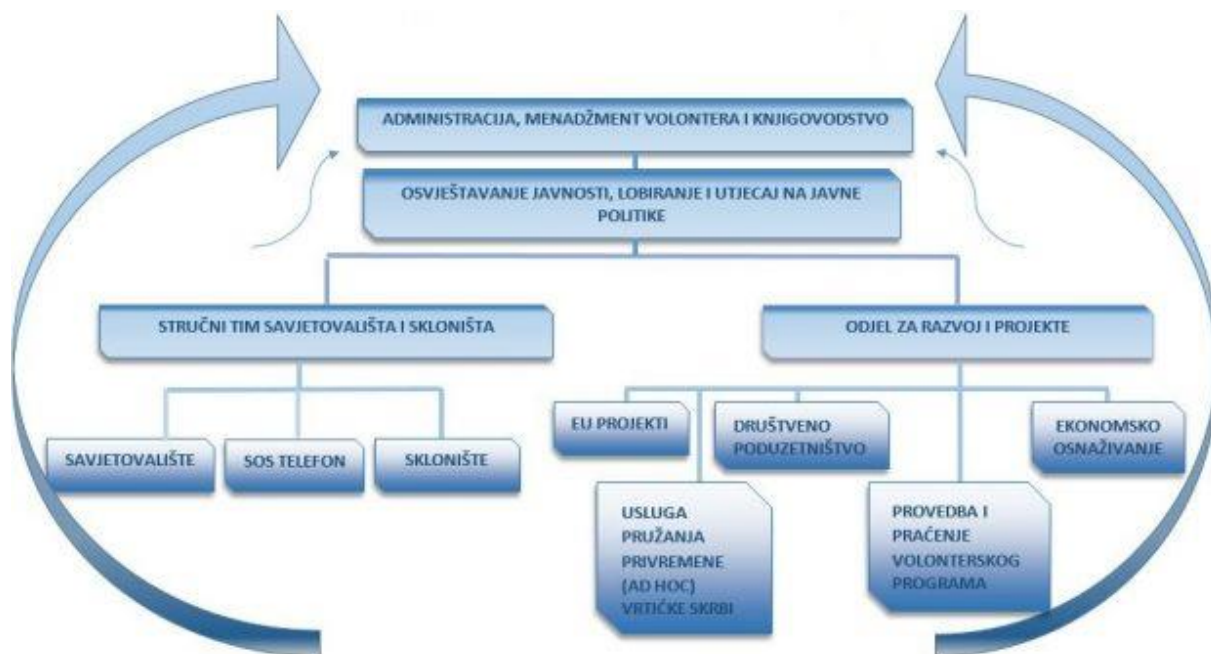 ADMINISTRACIJA, MENADŽMENT VOLONTERA I KNJIGOVODSTVO
OSVJEŠTAVANJE JAVNOSTI, LOBIRANJE I UTJECAJ NA JAVNE
POLITIKE
STRUČNI TIM SAVJETOVALIŠTA I SKLONIŠTA
ODJEL ZA RAZVOJ I PROJEKTE
SAVJETOVALIŠTE
SOS TELEFON
SKLONIŠTE
EU PROJEKTI
DRUŠTVENO
PODUZETNIŠTVO
EKONOMSKO
OSNAŽIVANJE
USLUGA
PRUŽANJA
PRIVREMENE
(AD HOC)
VRTIĆKE SKRBI
PROVEDBA I
PRAĆENJE
VOLONTERSKOG
PROGRAMA